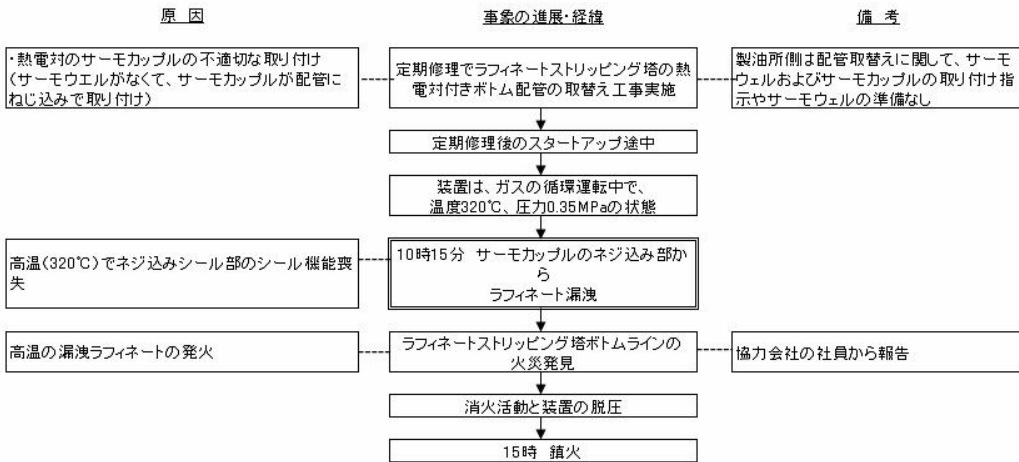 原 因
事象の進展・経緯
備 考
・熱電対のサーモカップルの不適切な取り付け
(サーモウエルがなくて、サーモカップルが配管に
ねじ込みで取り付け)
定期修理でラフィネートストリッピング塔の熱
電対付きボトム配管の取替え工事実施
製油所側は配管取替えに関して、サーモ
ウェルおよびサーモカップルの取り付け指
示やサーモウェルの準備なし
定期修理後のスタートアップ途中
装置は、ガスの循環運転中で、
温度320℃、圧力0.35MPaの状態
高温(320℃)でネジ込みシール部のシール機能喪
失
10時15分 サーモカップルのネジ込み部か
ら
ラフィネート漏洩
高温の漏洩ラフィネートの発火
ラフィネートストリッピング塔ボトムラインの
火災発見
協力会社の社員から報告
消火活動と装置の脱圧
15時 鎮火